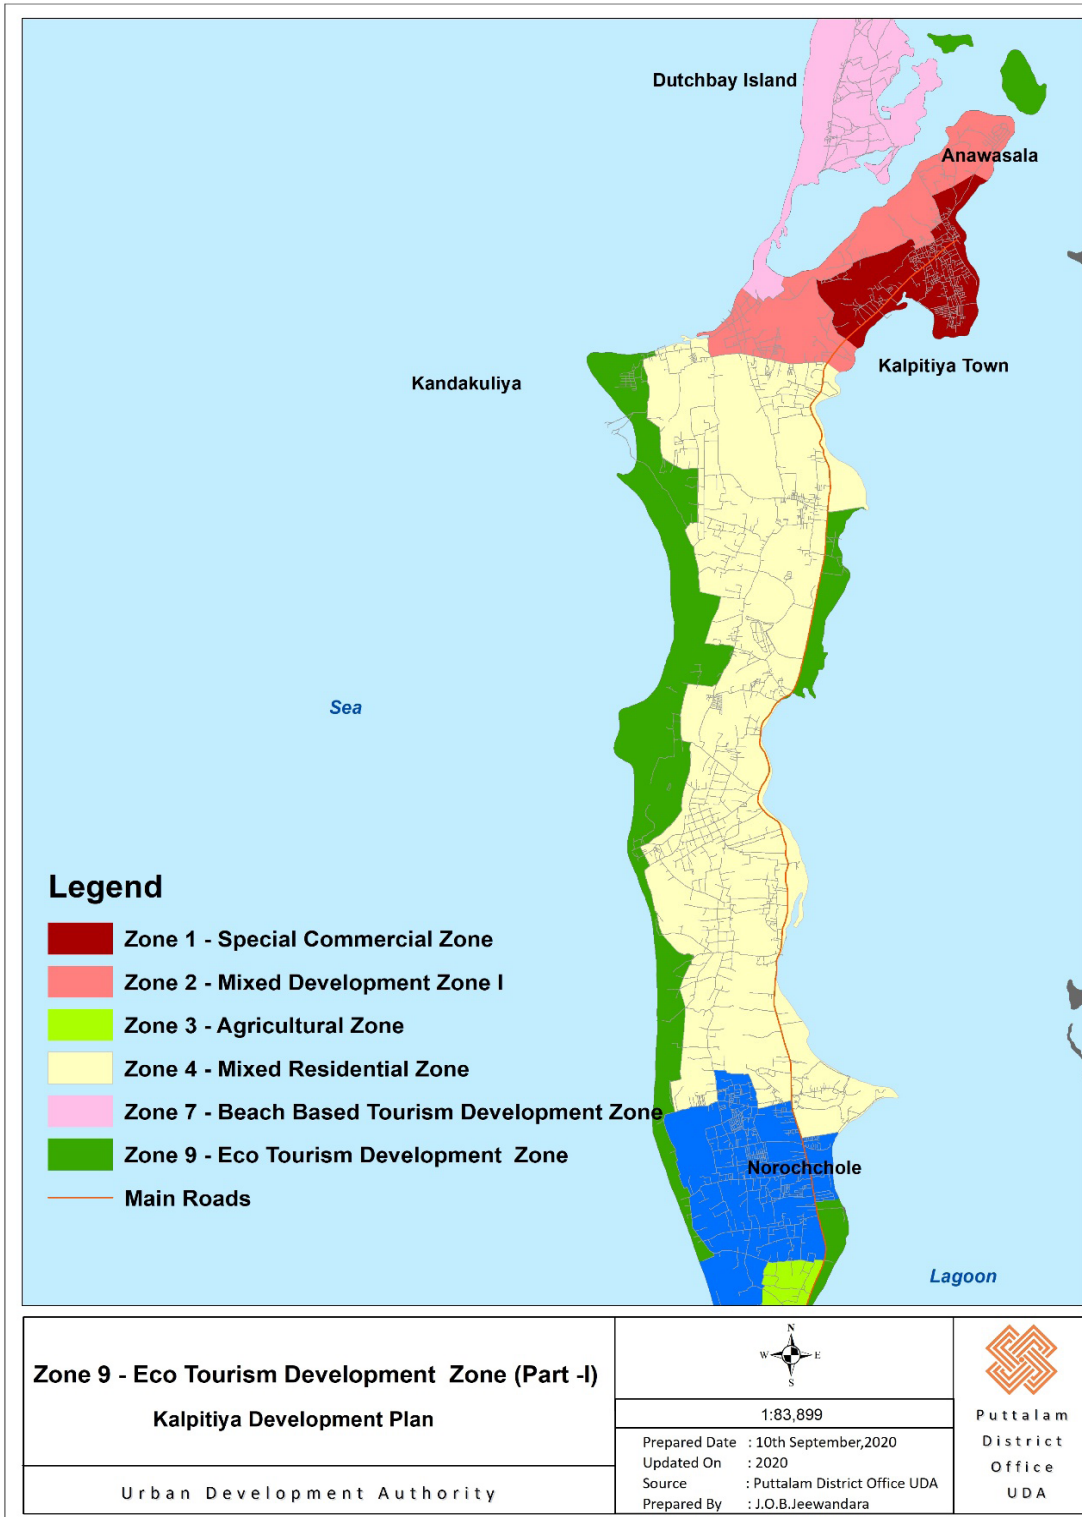 Dutchbay Island
Anawasala
Kalpitiya Town
Kandakuliya
Sea
Norochchole
Lagoon
Legend
Zone 1 - Special Commercial Zone
Zone 2 - Mixed Development Zone I
Zone 3 - Agricultural Zone
Zone 4 - Mixed Residential Zone
Zone 7 - Beach Based Tourism Development Zone
Zone 9 - Eco Tourism Development Zone
Main Roads
Zone 9 - Eco Tourism Development Zone (Part -I)
Kalpitiya Development Plan
Urban Development Authority
N
W E
S
1:83,899
Prepared Date : 10th September,2020
Updated On : 2020
Source : Puttalam District Office UDA
Prepared By : J.O.B.Jeewandara
Puttalam
District
Office
UDA